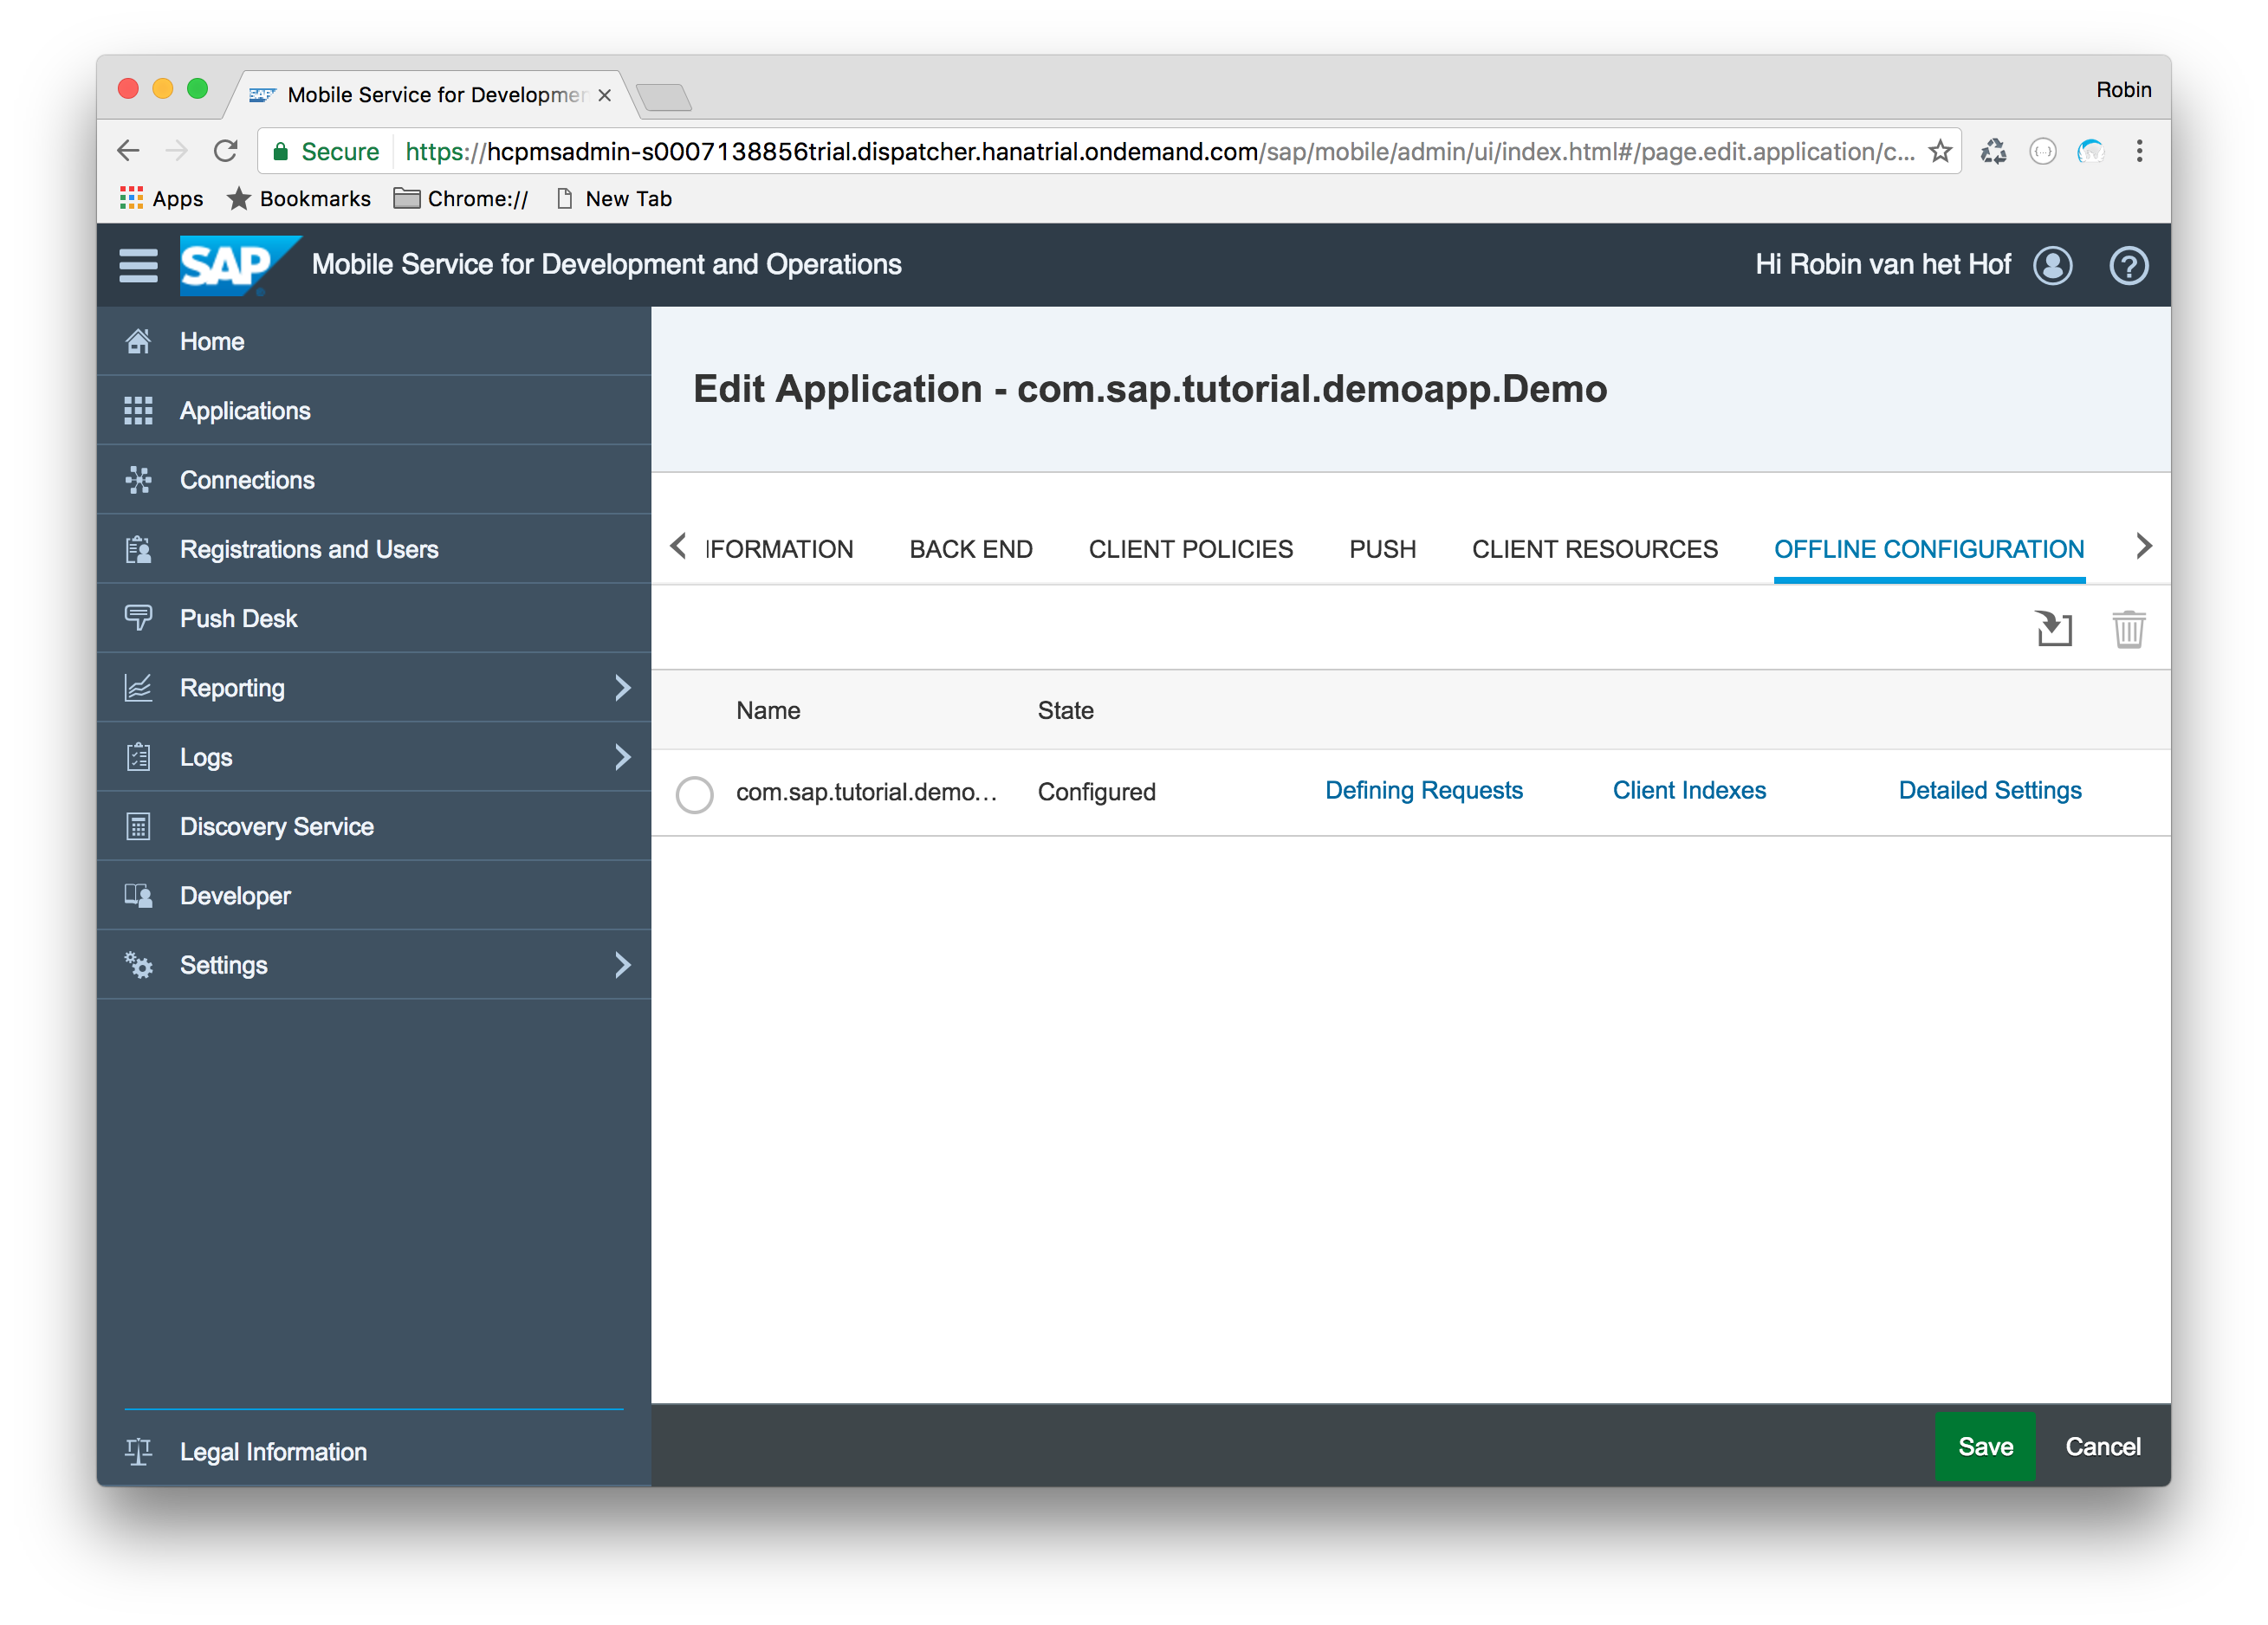 Mobile Service for Developmen
Robin
Secure https://hcpmsadmin-s0007138856trial.dispatcher.hanatrial.ondemand.com/sap/mobile/admin/ui/index.html#/page.edit.application/c...
Apps Bookmarks Chrome:// New Tab
SAP Mobile Service for Development and Operations Hi Robin van het Hof
Home
Applications
Connections
Registrations and Users
Push Desk
Reporting
Logs
Discovery Service
Developer
Settings
Legal Information
Edit Application - com.sap.tutorial.demoapp.Demo
IFORMATION BACK END CLIENT POLICIES PUSH CLIENT RESOURCES OFFLINE CONFIGURATION
Name State
com.sap.tutorial.demo... Configured Defining Requests Client Indexes Detailed Settings
Save Cancel